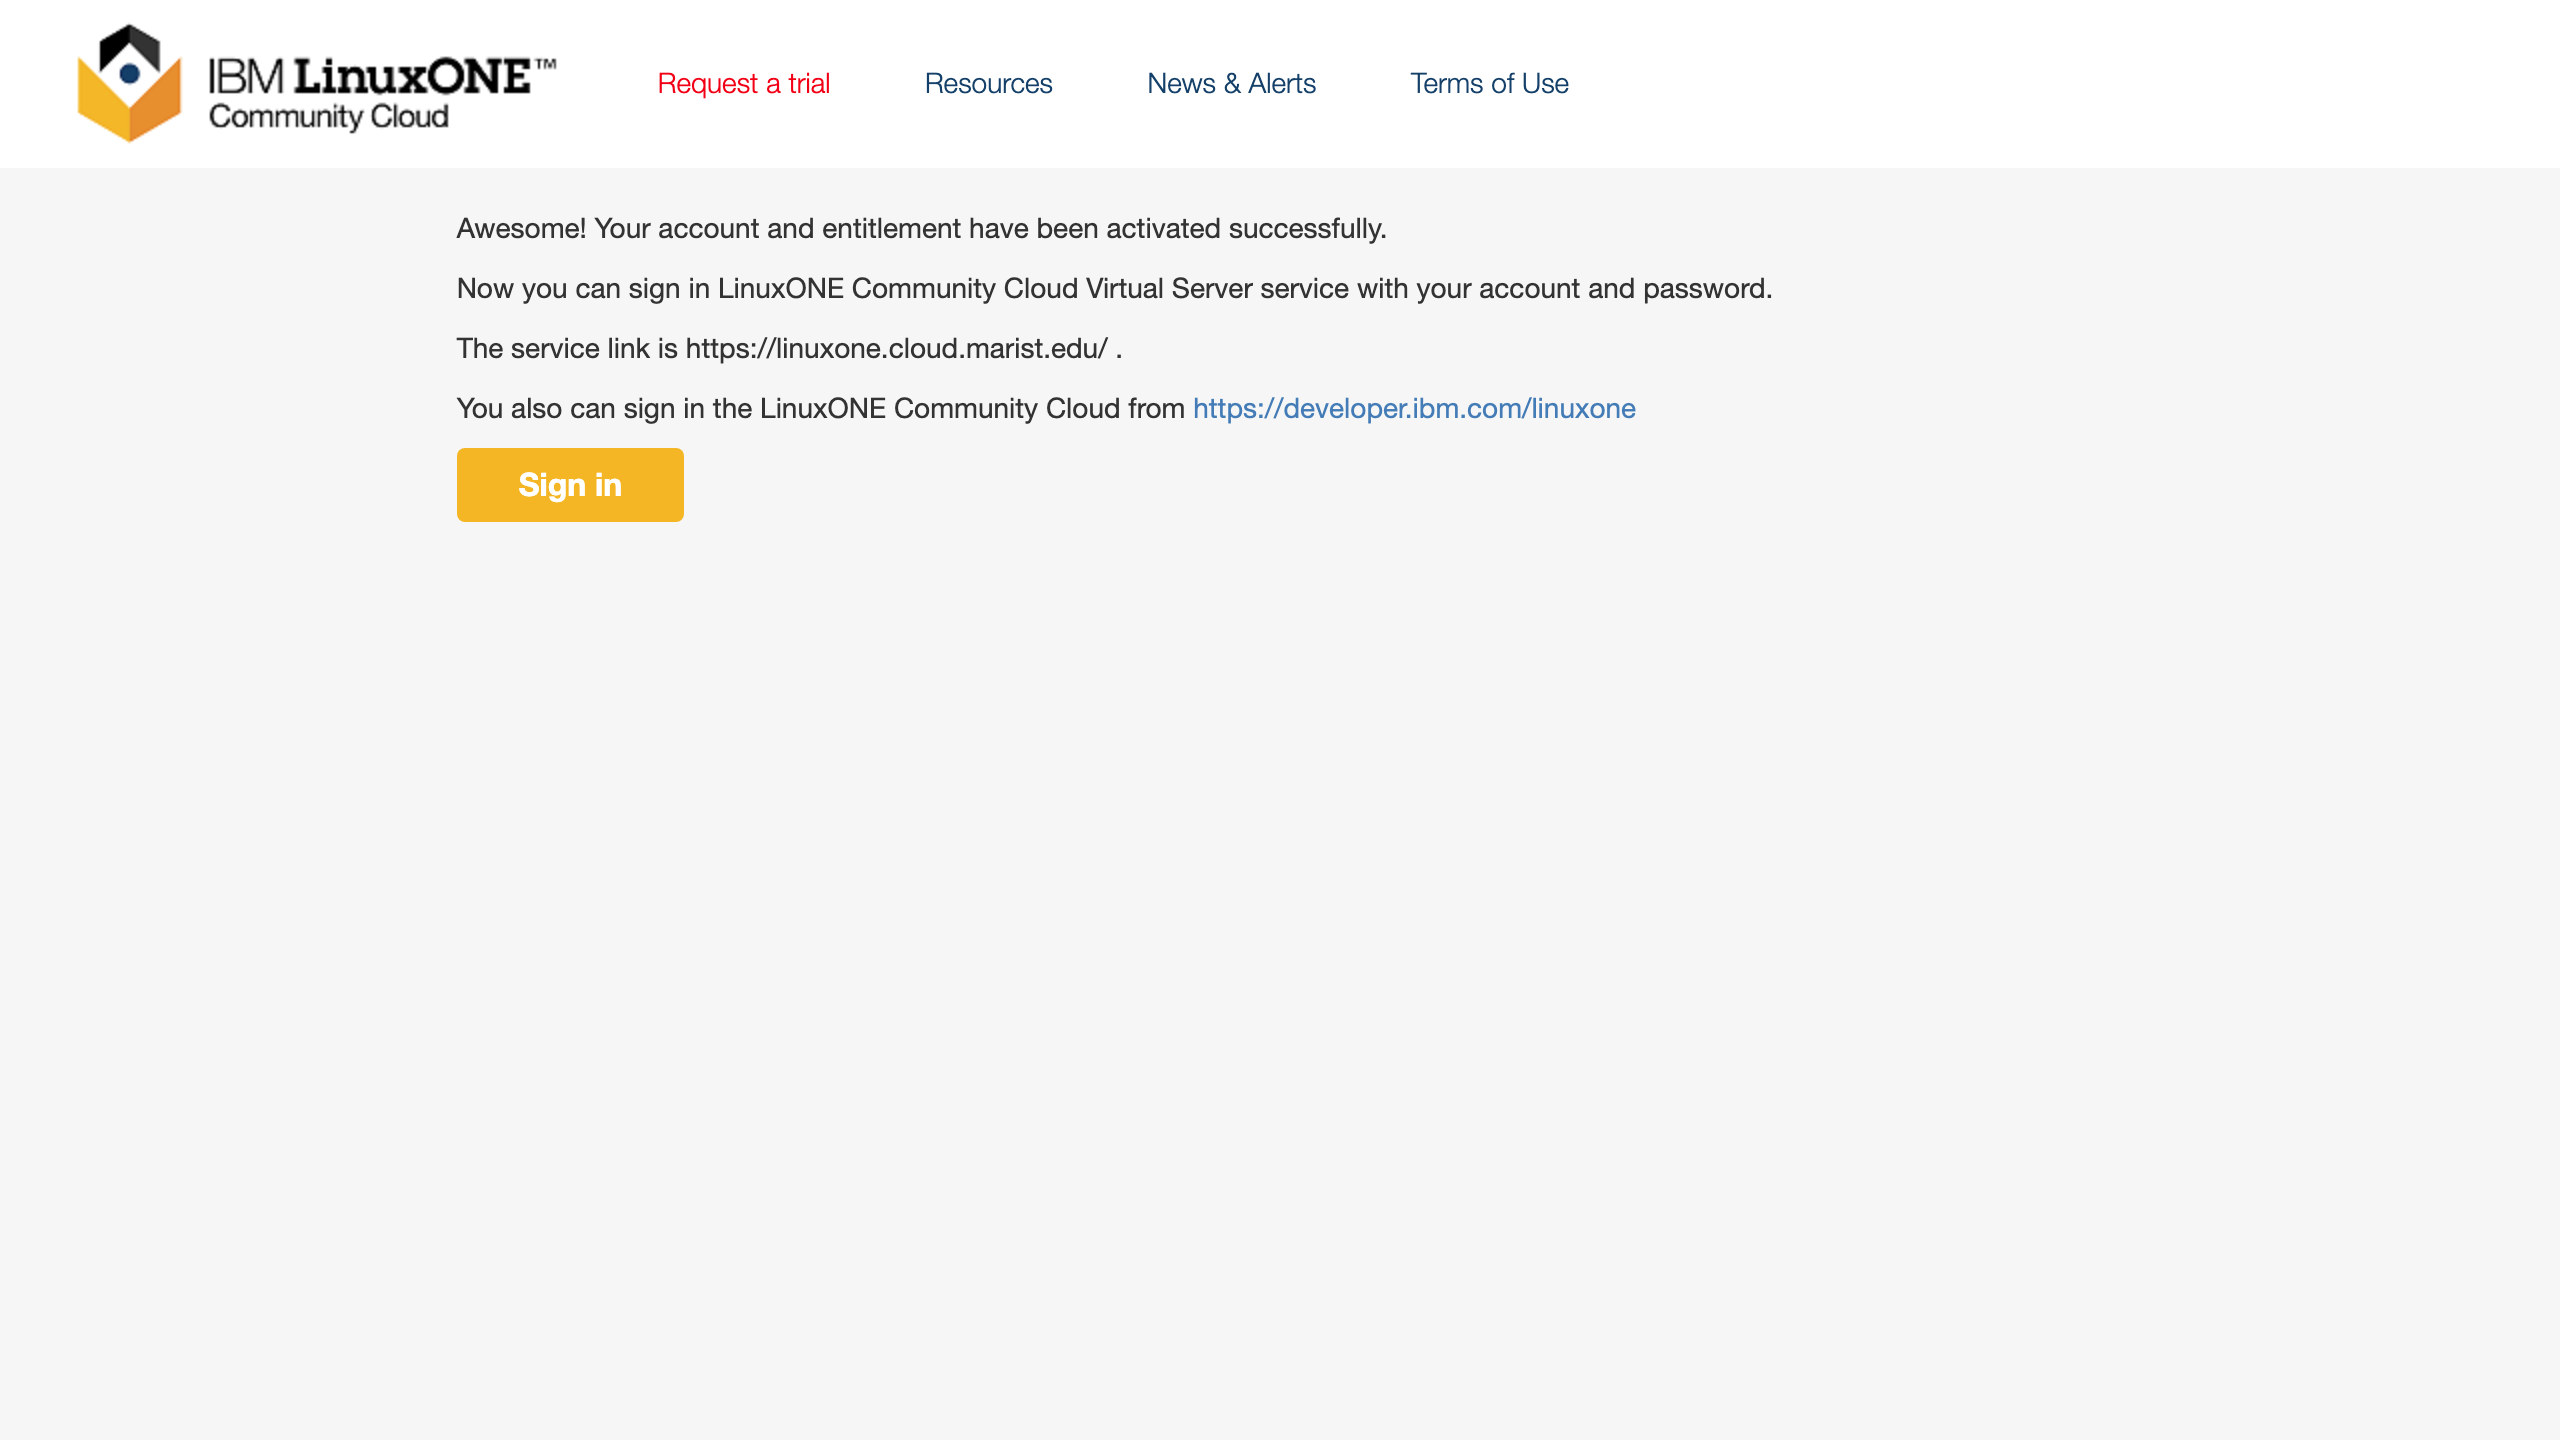 IBM LinuxONE™
Community Cloud
Request a trial
Resources
News & Alerts
Terms of Use
Awesome! Your account and entitlement have been activated successfully.
Now you can sign in LinuxONE Community Cloud Virtual Server service with your account and password.
The service link is https://linuxone.cloud.marist.edu/ .
You also can sign in the LinuxONE Community Cloud from https://developer.ibm.com/linuxone
Sign in